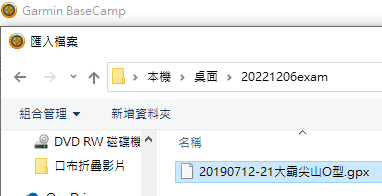 Garmin BaseCamp
匯入檔案
本機 > 桌面 > 20221206exam
組合管理 新增資料夾
DVD RW 磁碟機
口布折疊影片
名稱
20190712-21大霸尖山O型.gpx